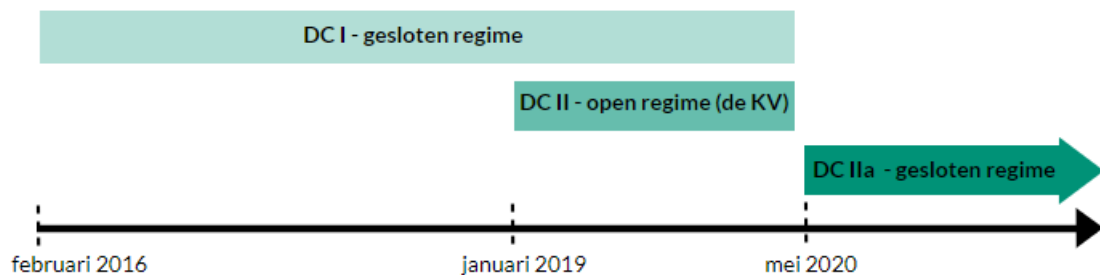 DC I - gesloten regime
DC II - open regime (de KV)
DC IIa - gesloten regime
februari 2016
januari 2019
mei 2020